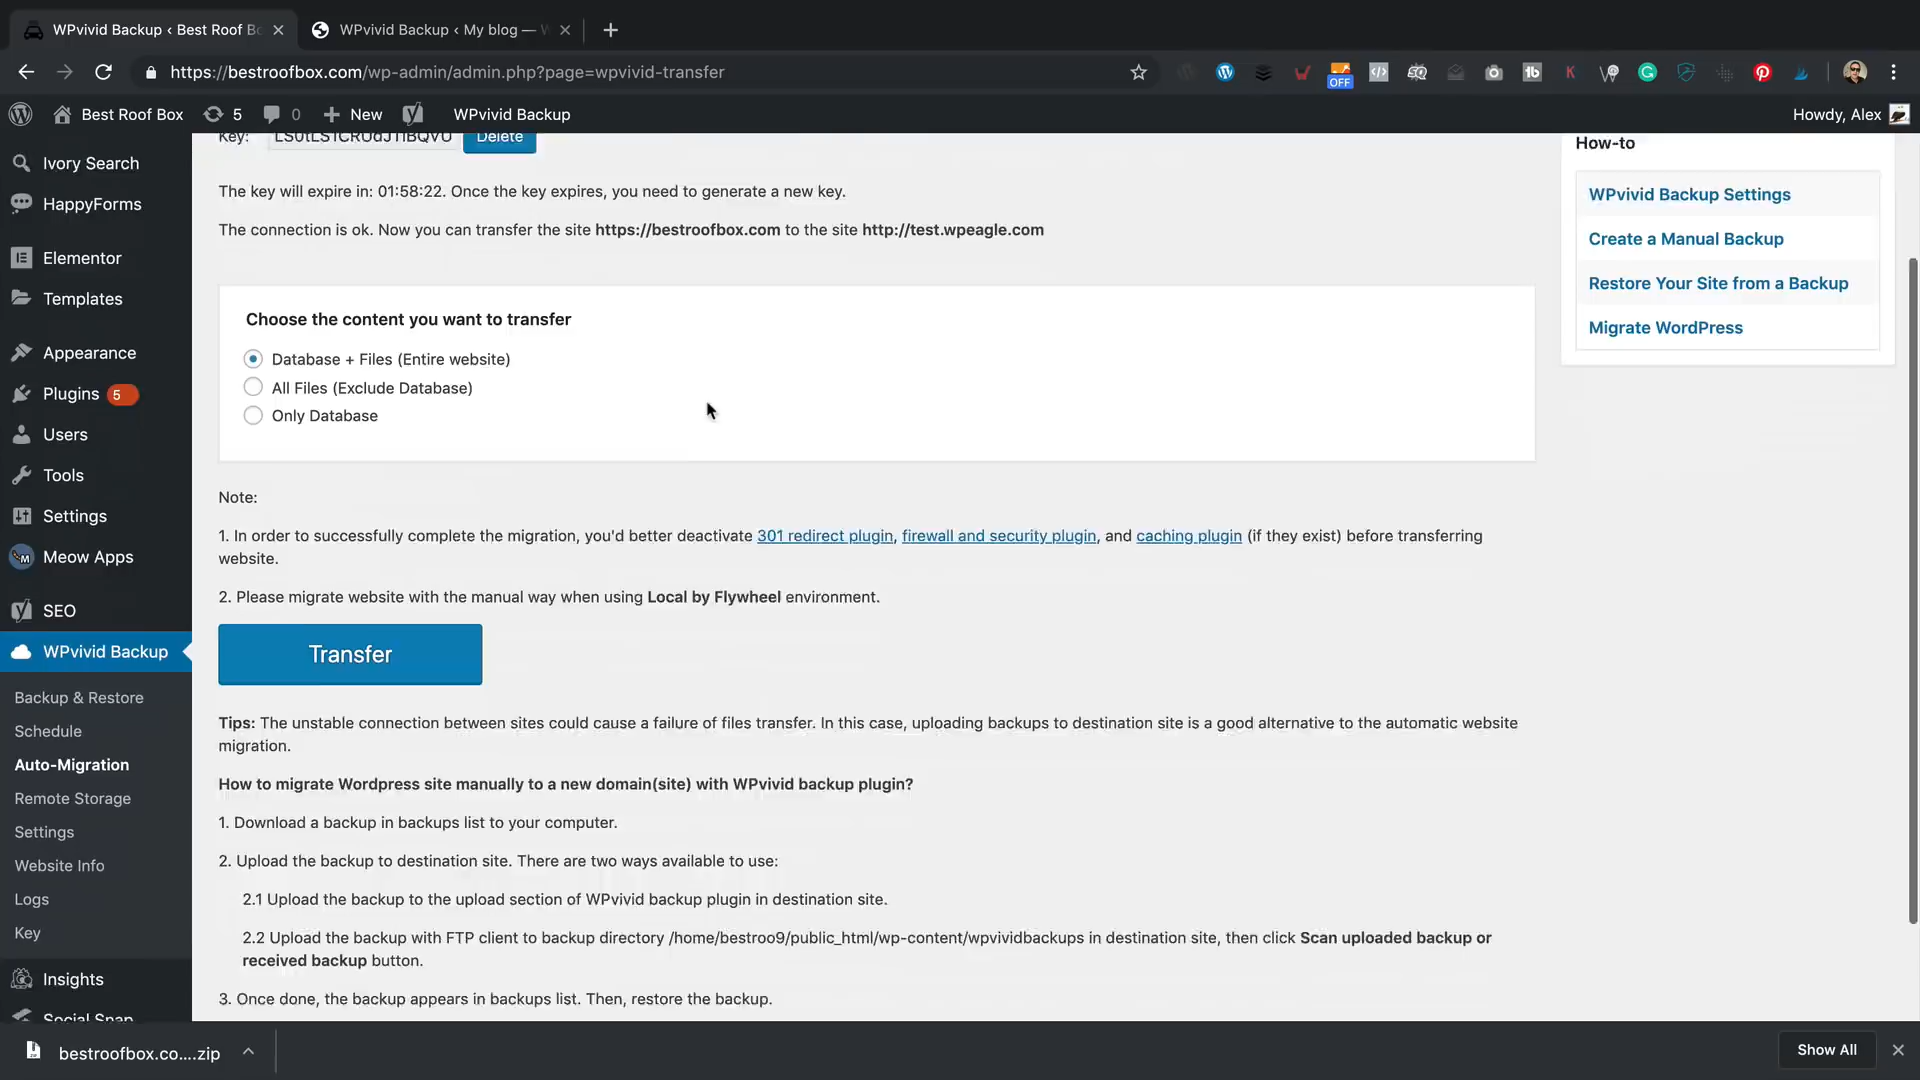 WPvivid Backup ‹ Best Roof Bo
WPvivid Backup ‹ My blog — W
https://bestroofbox.com/wp-admin/admin.php?page=wpvivid-transfer
OFF
Best Roof Box
5
0
New
WPvivid Backup
Howdy, Alex
Ivory Search
HappyForms
Elementor
Templates
Appearance
Plugins 5
Users
Tools
Settings
Meow Apps
SEO
WPvivid Backup
Backup & Restore
Schedule
Auto-Migration
Remote Storage
Settings
Website Info
Logs
Key
Insights
Social Snap
Key:
Delete
The key will expire in: 01:58:22. Once the key expires, you need to generate a new key.
The connection is ok. Now you can transfer the site https://bestroofbox.com to the site http://test.wpeagle.com
Choose the content you want to transfer
Database + Files (Entire website)
All Files (Exclude Database)
Only Database
Note:
1. In order to successfully complete the migration, you'd better deactivate 301 redirect plugin, firewall and security plugin, and caching plugin (if they exist) before transferring
website.
2. Please migrate website with the manual way when using Local by Flywheel environment.
Transfer
Tips: The unstable connection between sites could cause a failure of files transfer. In this case, uploading backups to destination site is a good alternative to the automatic website
migration.
How to migrate Wordpress site manually to a new domain(site) with WPvivid backup plugin?
1. Download a backup in backups list to your computer.
2. Upload the backup to destination site. There are two ways available to use:
2.1 Upload the backup to the upload section of WPvivid backup plugin in destination site.
2.2 Upload the backup with FTP client to backup directory /home/bestroo9/public_html/wp-content/wpvividbackups in destination site, then click Scan uploaded backup or
received backup button.
3. Once done, the backup appears in backups list. Then, restore the backup.
How-to
WPvivid Backup Settings
Create a Manual Backup
Restore Your Site from a Backup
Migrate WordPress
bestroofbox.co....zip
Show All